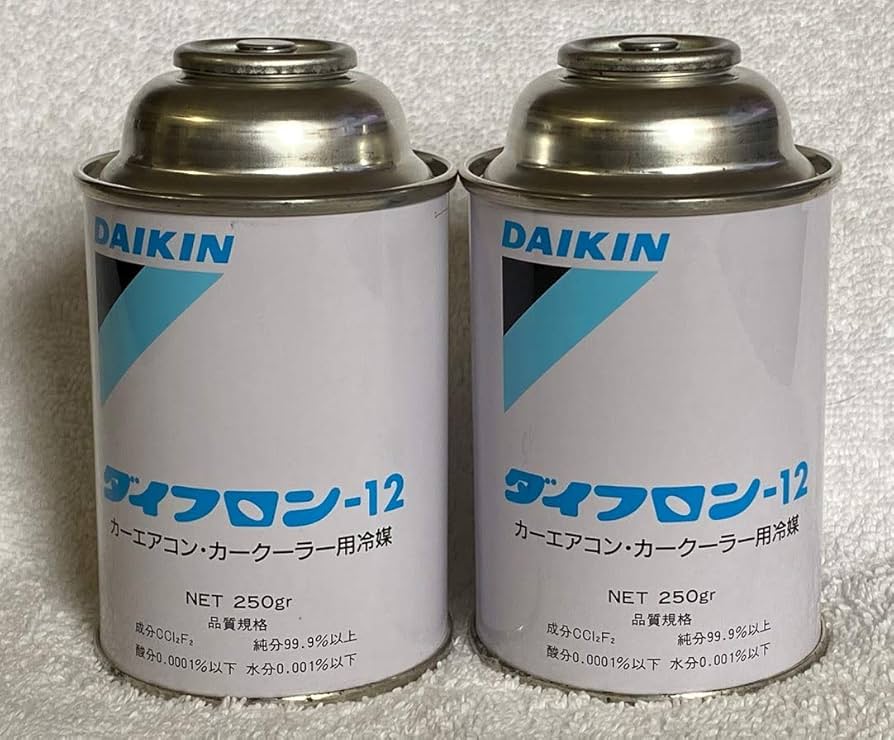 DAIKIN
ダイフロン-12
カーエアコン・カークーラー用冷媒
NET 250gr
品質規格
成分CCl₂F₂ 純分99.9%以上
酸分0.0001%以下 水分0.001%以下
DAIKIN
ダイフロン-12
カーエアコン・カークーラー用冷媒
NET 250gr
品質規格
成分CCl₂F₂ 純分99.9%以上
酸分0.0001%以下 水分0.001%以下